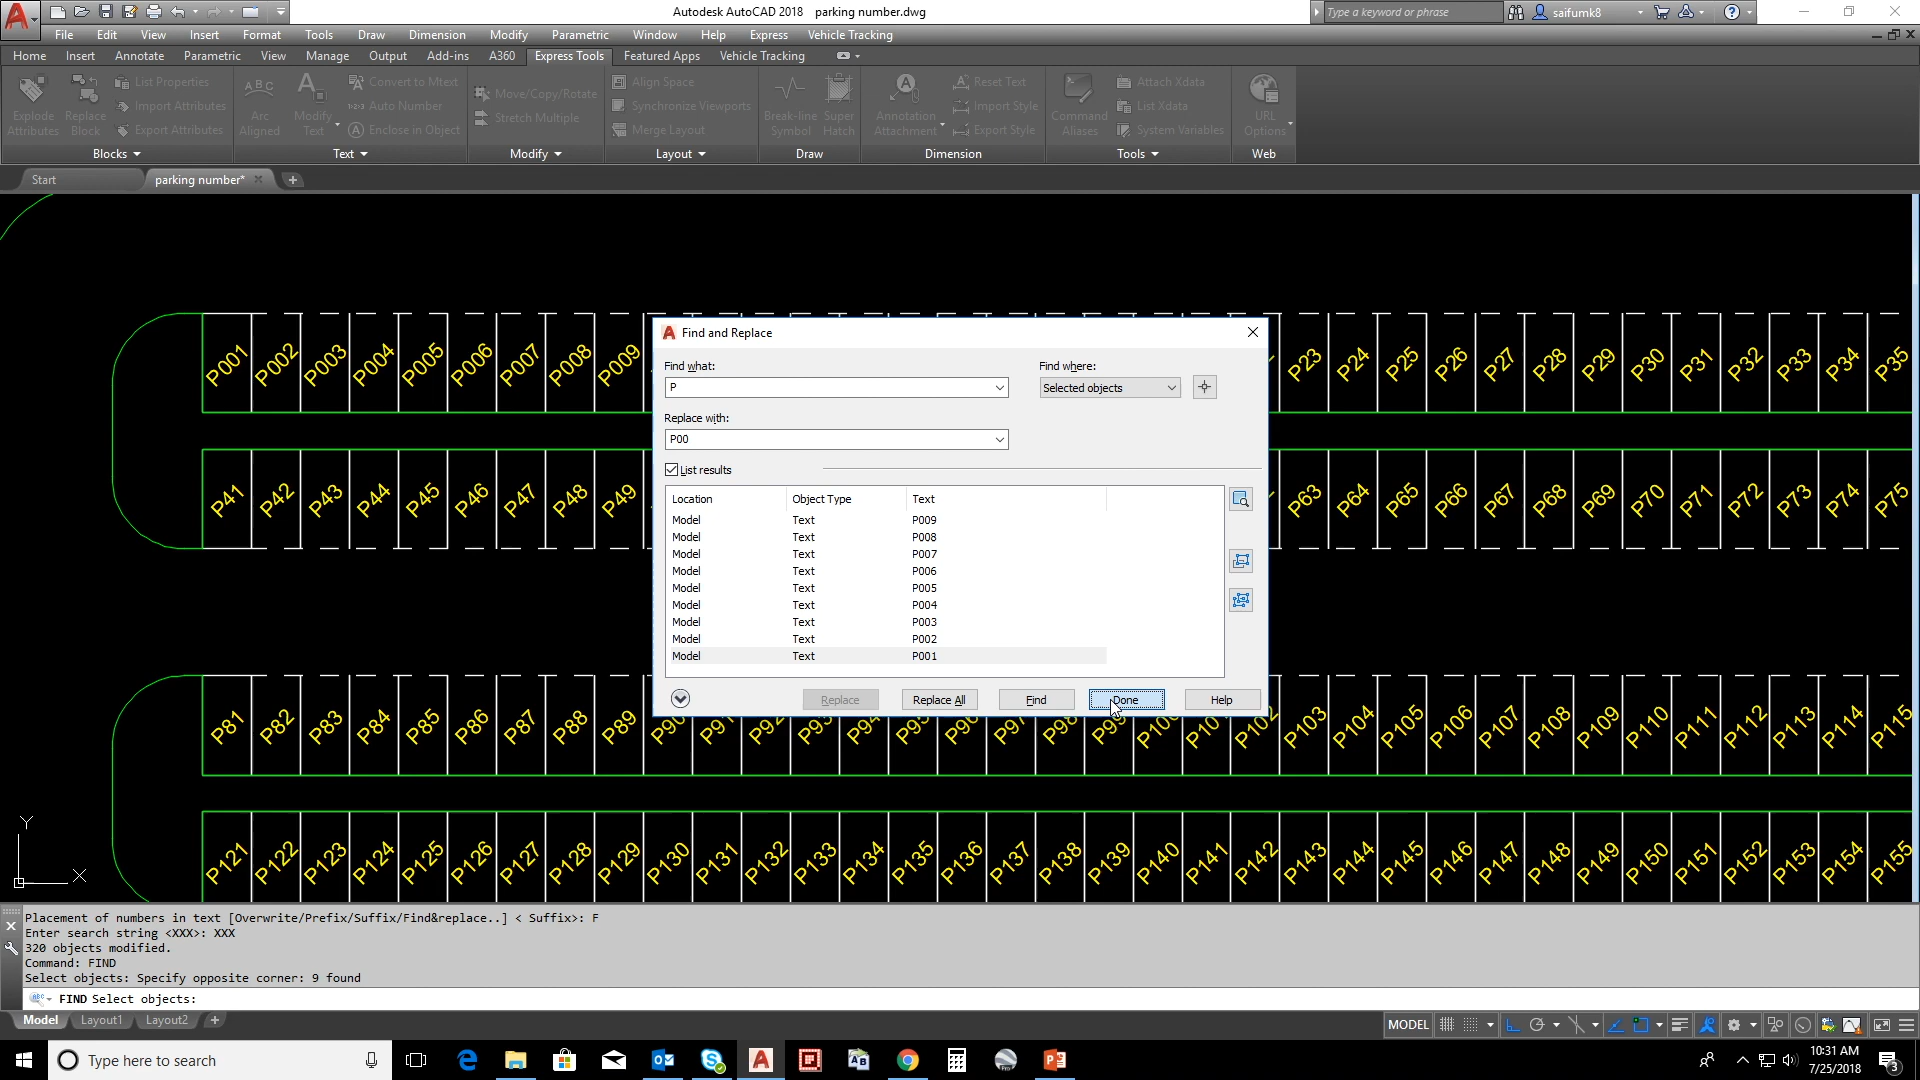 Autodesk AutoCAD 2018 parking number.dwg
Type a keyword or phrase
saifumk8
File Edit View Insert Format Tools Draw Dimension Modify Parametric Window Help Express Vehicle Tracking
Home Insert Annotate Parametric View Manage Output Add-ins A360 Express Tools Featured Apps Vehicle Tracking
Explode Attributes
Replace Block
List Properties
Import Attributes
Export Attributes
Blocks
ABC
Arc Aligned
Modify Text
Convert to Mtext
Auto Number
Enclose in Object
Text
Move/Copy/Rotate
Stretch Multiple
Modify
Align Space
Synchronize Viewports
Merge Layout
Layout
Break-line Symbol
Super Hatch
Draw
Annotation Attachment
Reset Text
Import Style
Export Style
Dimension
Command Aliases
Attach Xdata
List Xdata
System Variables
Tools
URL Options
Web
Start
parking number*
P001 P002 P003 P004 P005 P006 P007 P008 P009
P23 P24 P25 P26 P27 P28 P29 P30 P31 P32 P33 P34 P35
P41 P42 P43 P44 P45 P46 P47 P48 P49
P63 P64 P65 P66 P67 P68 P69 P70 P71 P72 P73 P74 P75
Find and Replace
Find what:
P
Find where:
Selected objects
Replace with:
P00
List results
Location Object Type Text
Model Text P009
Model Text P008
Model Text P007
Model Text P006
Model Text P005
Model Text P004
Model Text P003
Model Text P002
Model Text P001
Replace
Replace All
Find
Done
Help
P81 P82 P83 P84 P85 P86 P87 P88 P89 P90 P91 P92 P93 P94 P95 P96 P97 P98 P99 P100 P101 P102 P103 P104 P105 P106 P107 P108 P109 P110 P111 P112 P113 P114 P115
P121 P122 P123 P124 P125 P126 P127 P128 P129 P130 P131 P132 P133 P134 P135 P136 P137 P138 P139 P140 P141 P142 P143 P144 P145 P146 P147 P148 P149 P150 P151 P152 P153 P154 P155
Y
X
Placement of numbers in text [Overwrite/Prefix/Suffix/Find&replace..] < Suffix>: F
Enter search string <XXX>: XXX
320 objects modified.
Command: FIND
Select objects: Specify opposite corner: 9 found
FIND Select objects:
Model Layout1 Layout2
MODEL
Type here to search
10:31 AM
7/25/2018
3